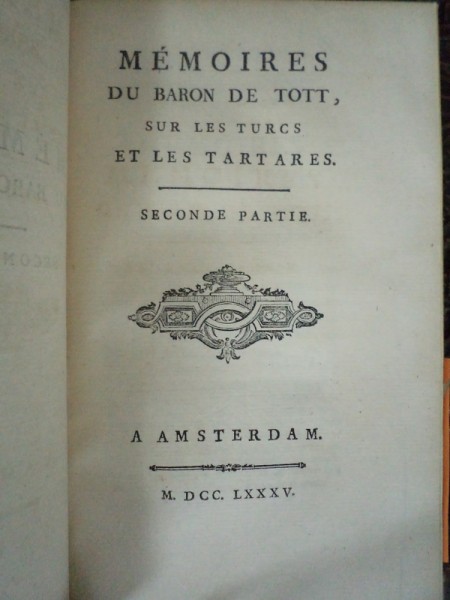 MÉMOIRES
DU BARON DE TOTT,
SUR LES TURCS
ET LES TARTARES.
SECONDE PARTIE.
A AMSTERDAM.
M. DCC. LXXXV.